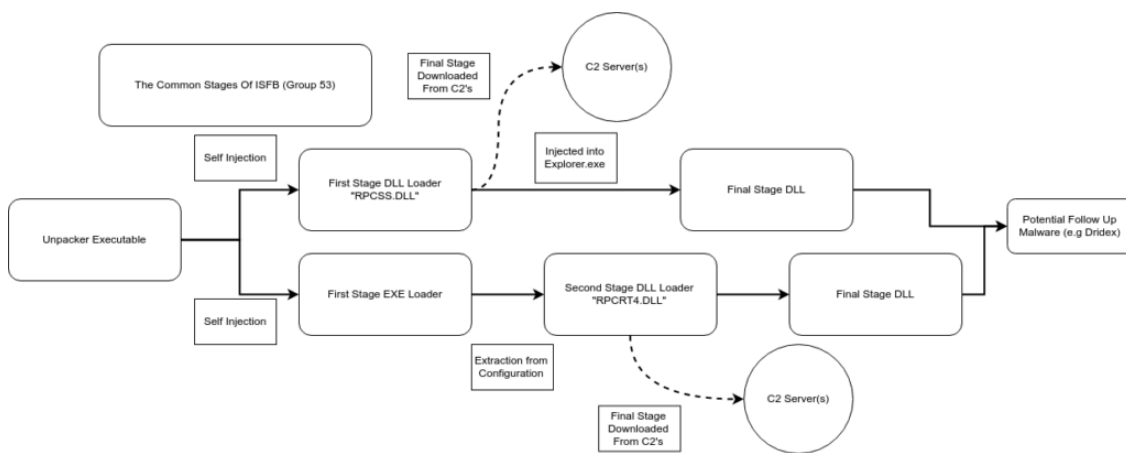 The Common Stages Of ISFB (Group 53)
Final Stage
Downloaded
From C2's
C2 Server(s)
Self Injection
Injected into
Explorer.exe
First Stage DLL Loader
"RPCSS.DLL"
Final Stage DLL
Unpacker Executable
Potential Follow Up
Malware (e.g Dridex)
First Stage EXE Loader
Second Stage DLL Loader
"RPCRT4.DLL"
Final Stage DLL
Self Injection
Extraction from
Configuration
C2 Server(s)
Final Stage
Downloaded
From C2's